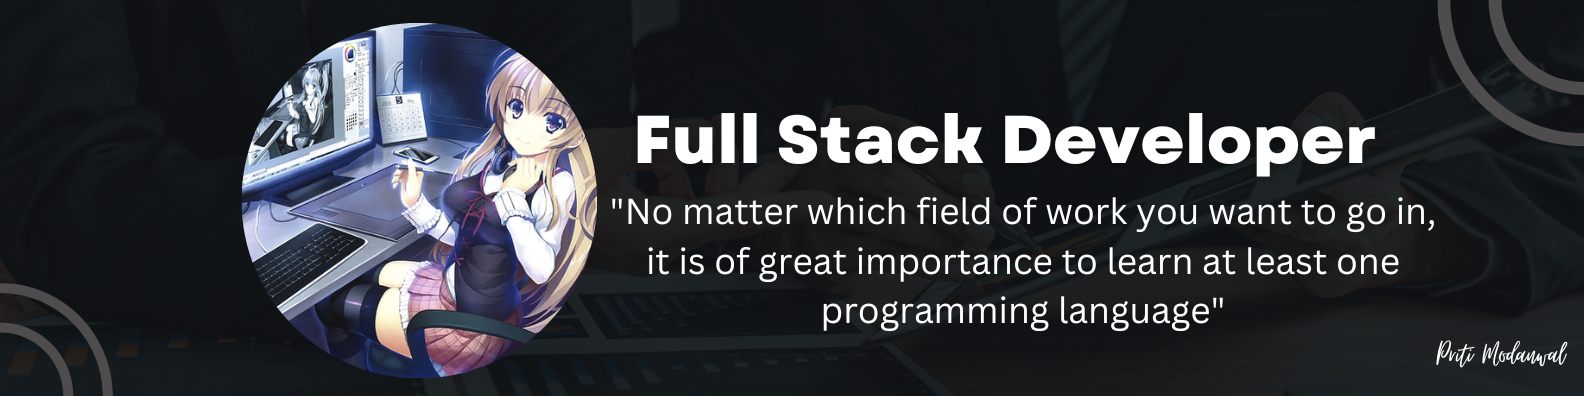 Full Stack Developer
"No matter which field of work you want to go in,
it is of great importance to learn at least one
programming language"
Priti Modanwal